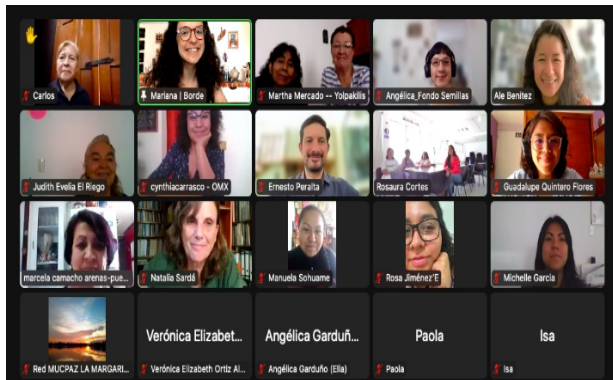 Carlos
Mariana | Borde
Martha Mercado -- Yolpakilis
Angélica_Fondo Semillas
Ale Benitez
Judith Evelia El Riego
cynthiacarrasco - OMX
Ernesto Peralta
Rosaura Cortes
Guadalupe Quintero Flores
marcela camacho arenas-pue...
Natalia Sardá
Manuela Sohuame
Rosa Jiménez'E
Michelle García
Verónica Elizabet...
Angélica Garduñ...
Paola
Isa
Red MUCPAZ LA MARGARI...
Verónica Elizabeth Ortiz Al...
Angélica Garduño (Ella)
Paola
Isa